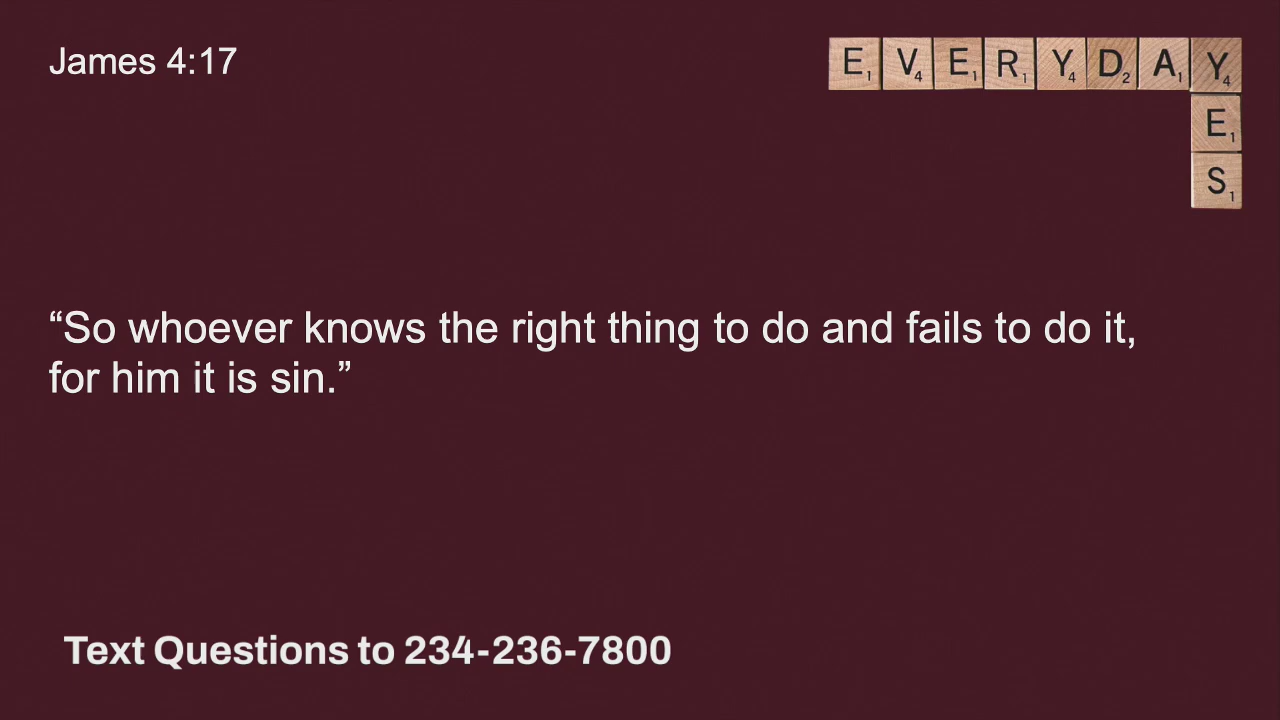 James 4:17
EVERYDAY
YES
“So whoever knows the right thing to do and fails to do it,
for him it is sin.”
Text Questions to 234-236-7800